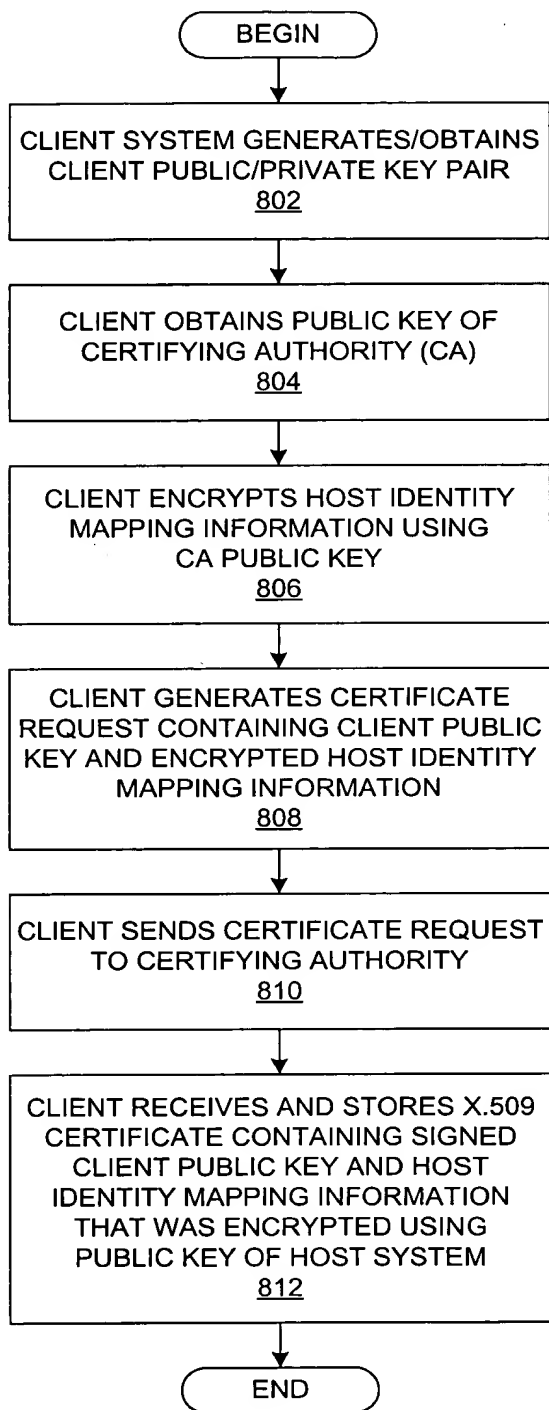 BEGIN
CLIENT SYSTEM GENERATES/OBTAINS
CLIENT PUBLIC/PRIVATE KEY PAIR
802
CLIENT OBTAINS PUBLIC KEY OF
CERTIFYING AUTHORITY (CA)
804
CLIENT ENCRYPTS HOST IDENTITY
MAPPING INFORMATION USING
CA PUBLIC KEY
806
CLIENT GENERATES CERTIFICATE
REQUEST CONTAINING CLIENT PUBLIC
KEY AND ENCRYPTED HOST IDENTITY
MAPPING INFORMATION
808
CLIENT SENDS CERTIFICATE REQUEST
TO CERTIFYING AUTHORITY
810
CLIENT RECEIVES AND STORES X.509
CERTIFICATE CONTAINING SIGNED
CLIENT PUBLIC KEY AND HOST
IDENTITY MAPPING INFORMATION
THAT WAS ENCRYPTED USING
PUBLIC KEY OF HOST SYSTEM
812
END